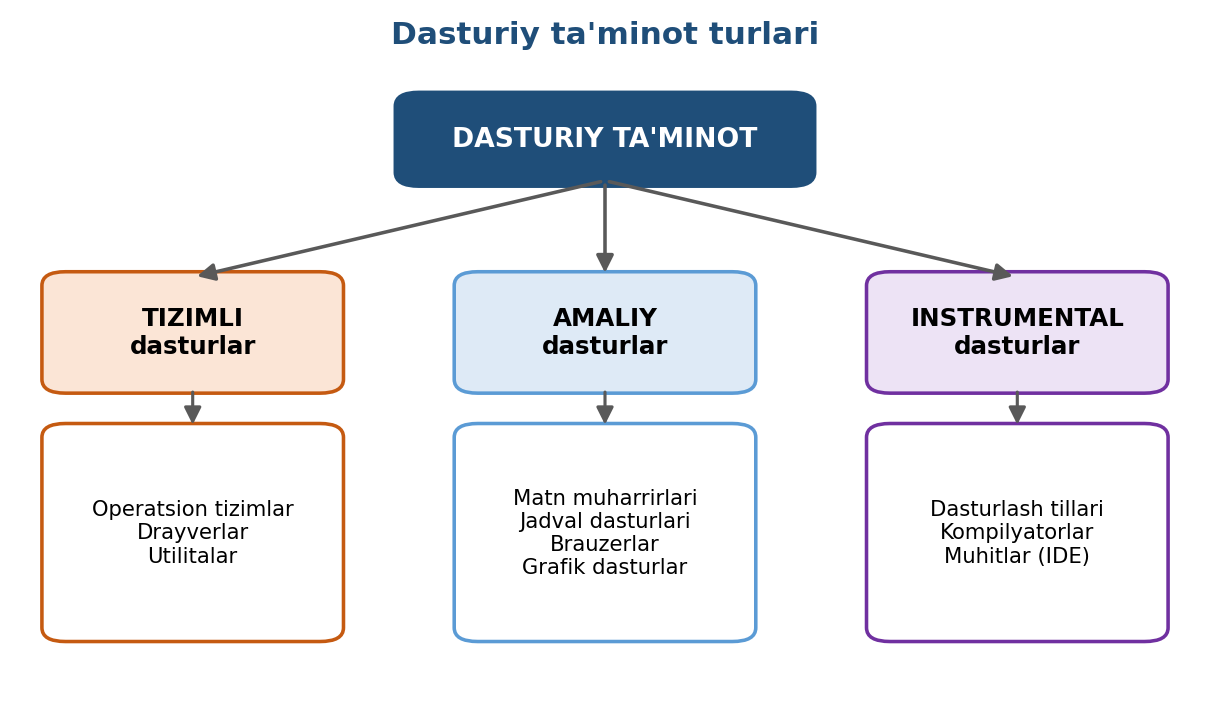 Dasturiy ta'minot turlari
DASTURIY TA'MINOT
TIZIMLI
dasturlar
AMALIY
dasturlar
INSTRUMENTAL
dasturlar
Operatsion tizimlar
Drayverlar
Utilitalar
Matn muharrirlari
Jadval dasturlari
Brauzerlar
Grafik dasturlar
Dasturlash tillari
Kompilyatorlar
Muhitlar (IDE)